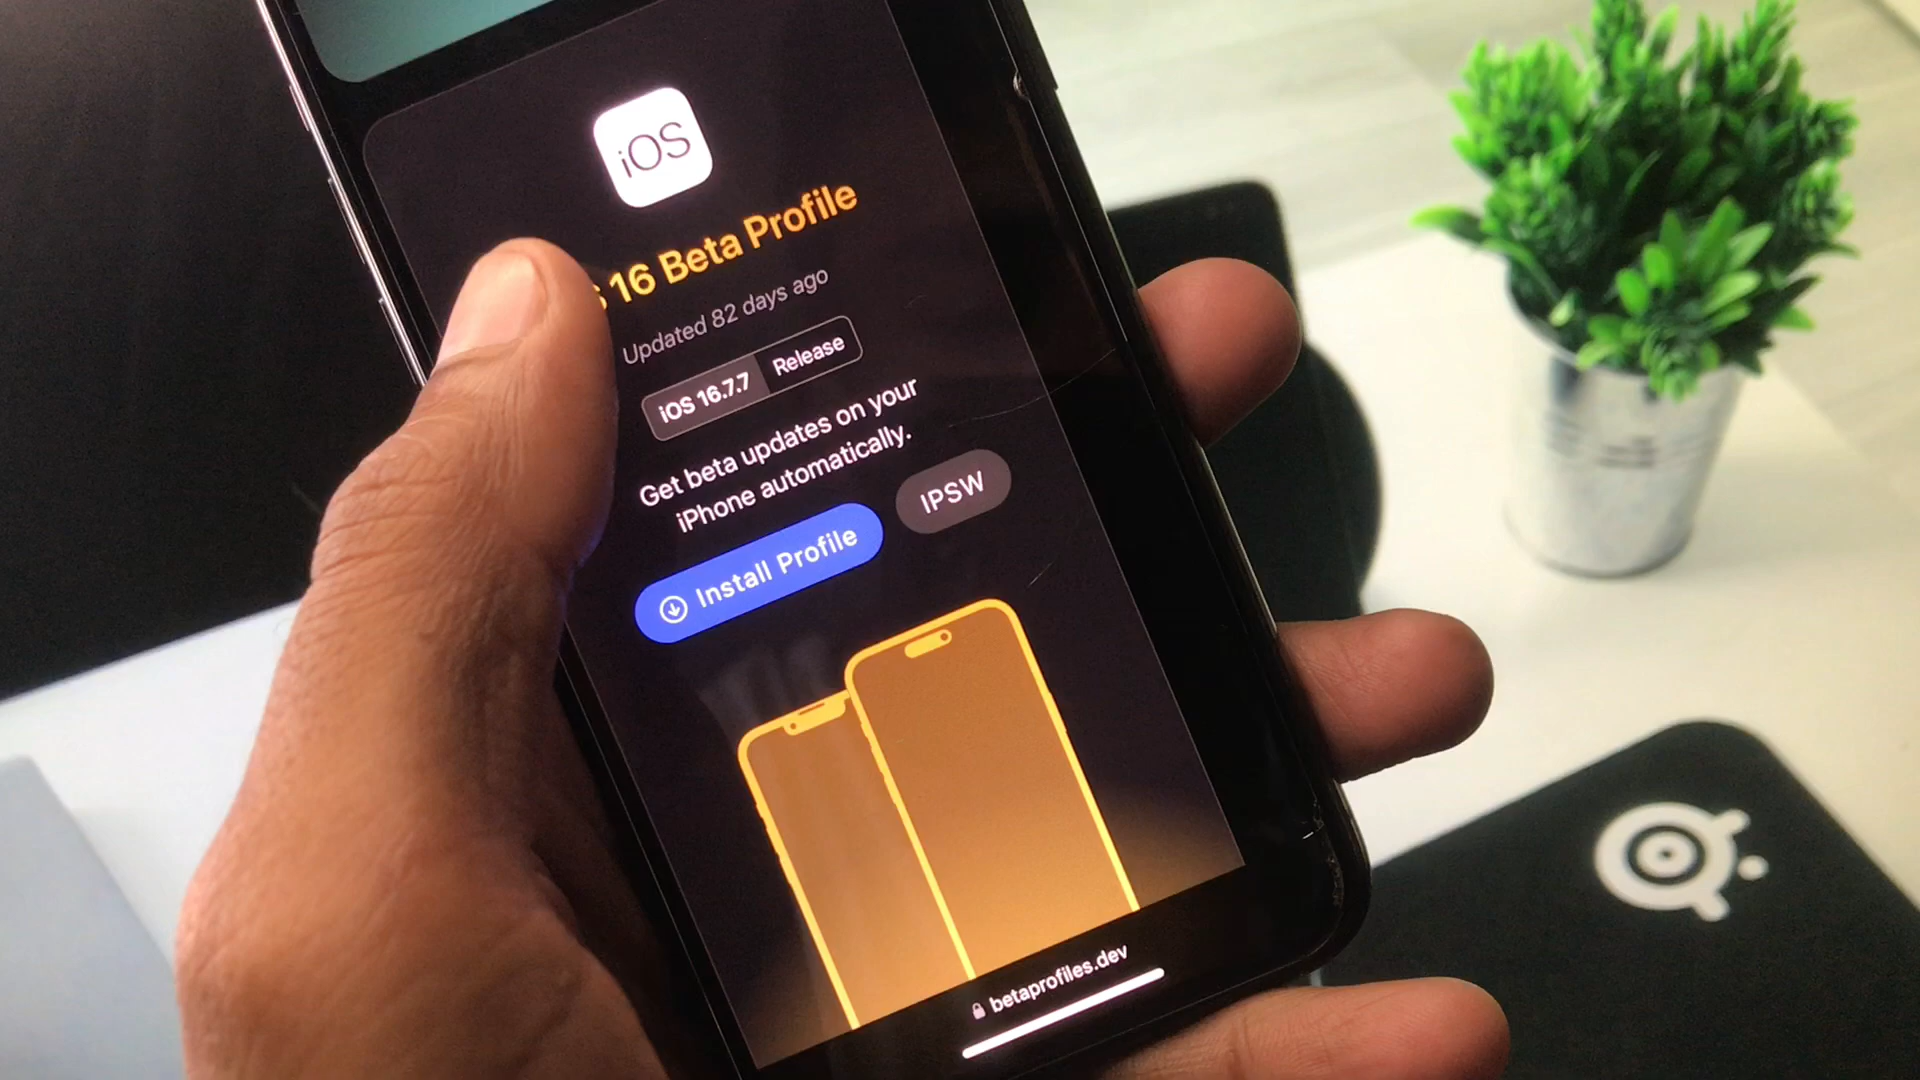 iOS
16 Beta Profile
Updated 82 days ago
iOS 16.7.7 Release
Get beta updates on your
iPhone automatically.
Install Profile IPSW
betaprofiles.dev